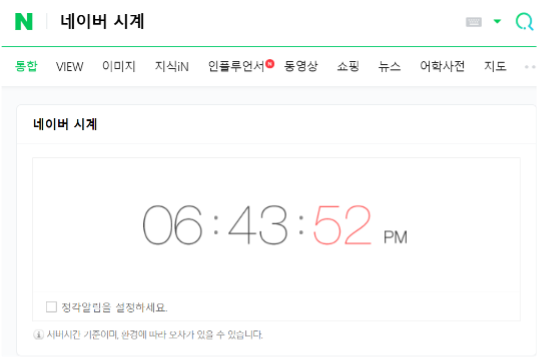 N 네이버 시계
통합 VIEW 이미지 지식iN 인플루언서 N 동영상 쇼핑 뉴스 어학사전 지도
네이버 시계
06:43:52 PM
정각알림을 설정하세요.
서버시간 기준이며, 환경에 따라 오차가 있을 수 있습니다.